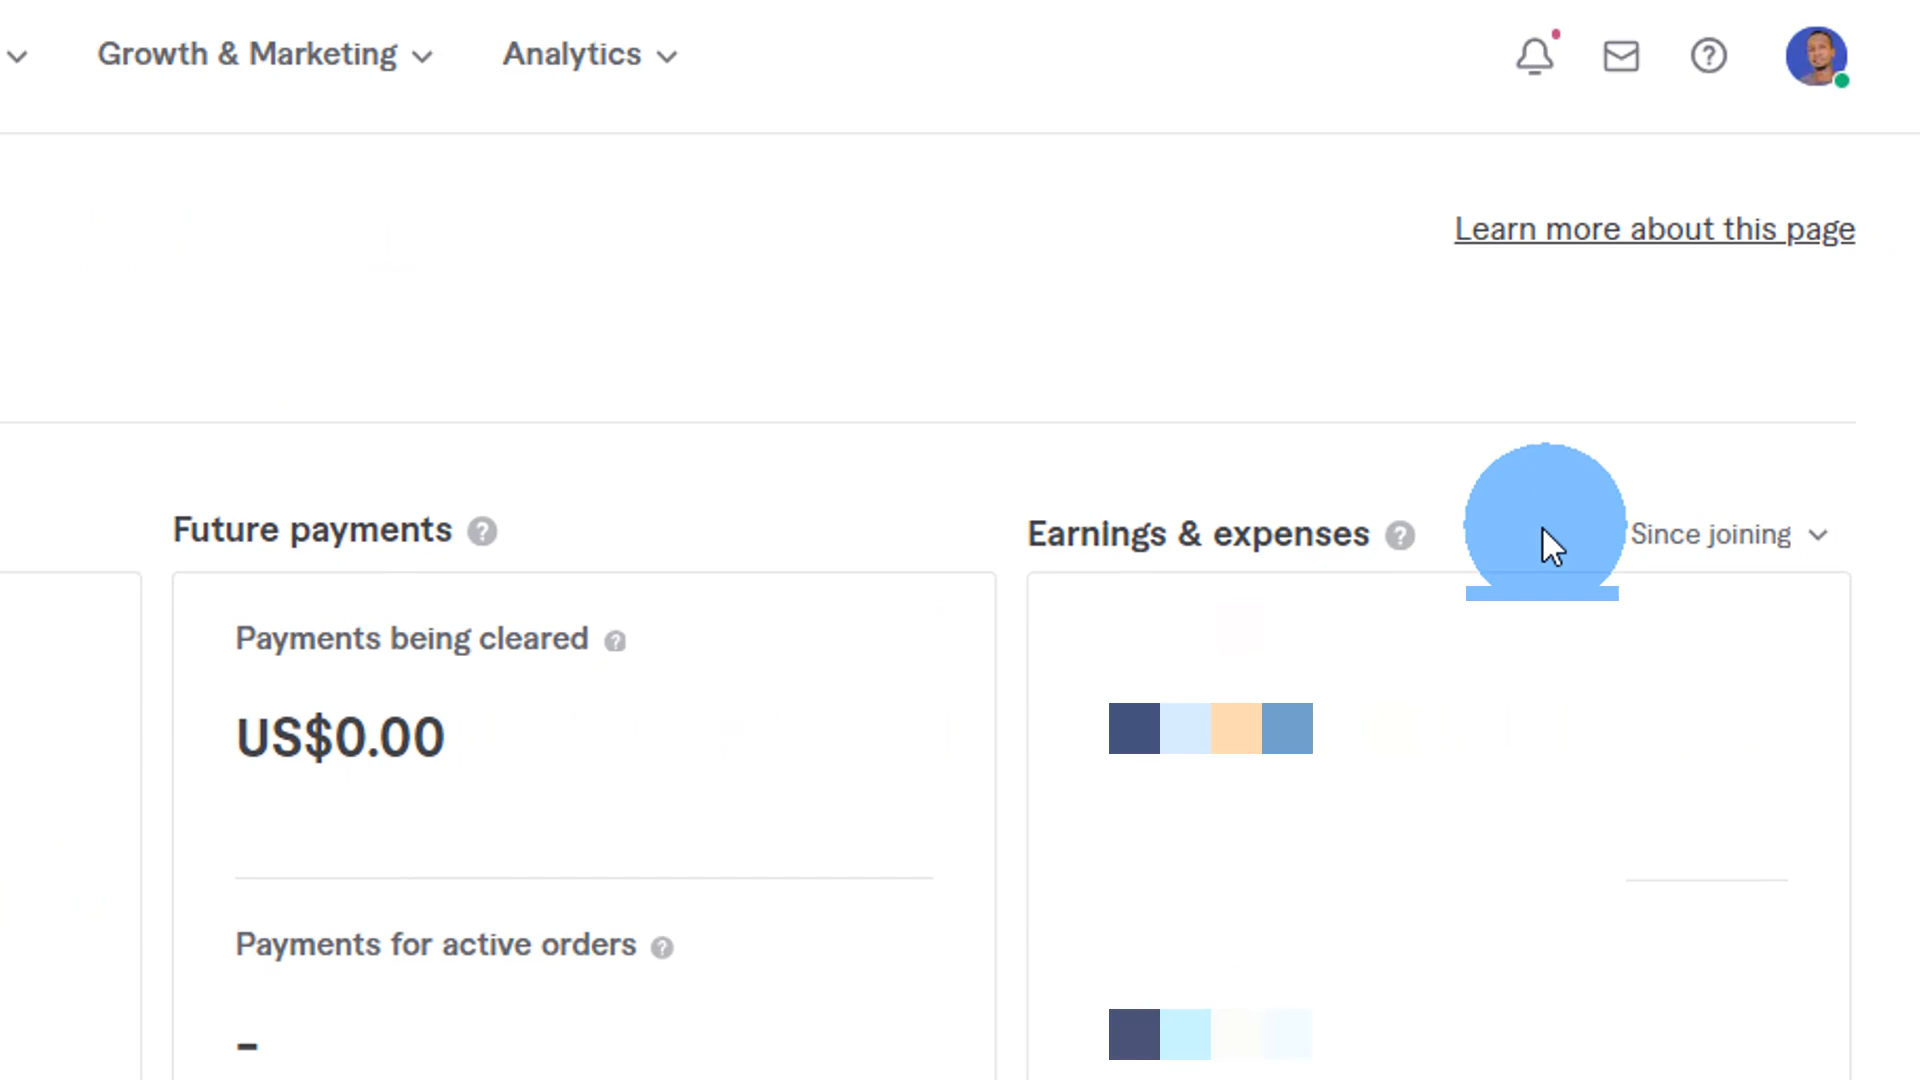 Growth & Marketing
Analytics
Learn more about this page
Future payments
Earnings & expenses
Since joining
Payments being cleared
US$0.00
Payments for active orders
-